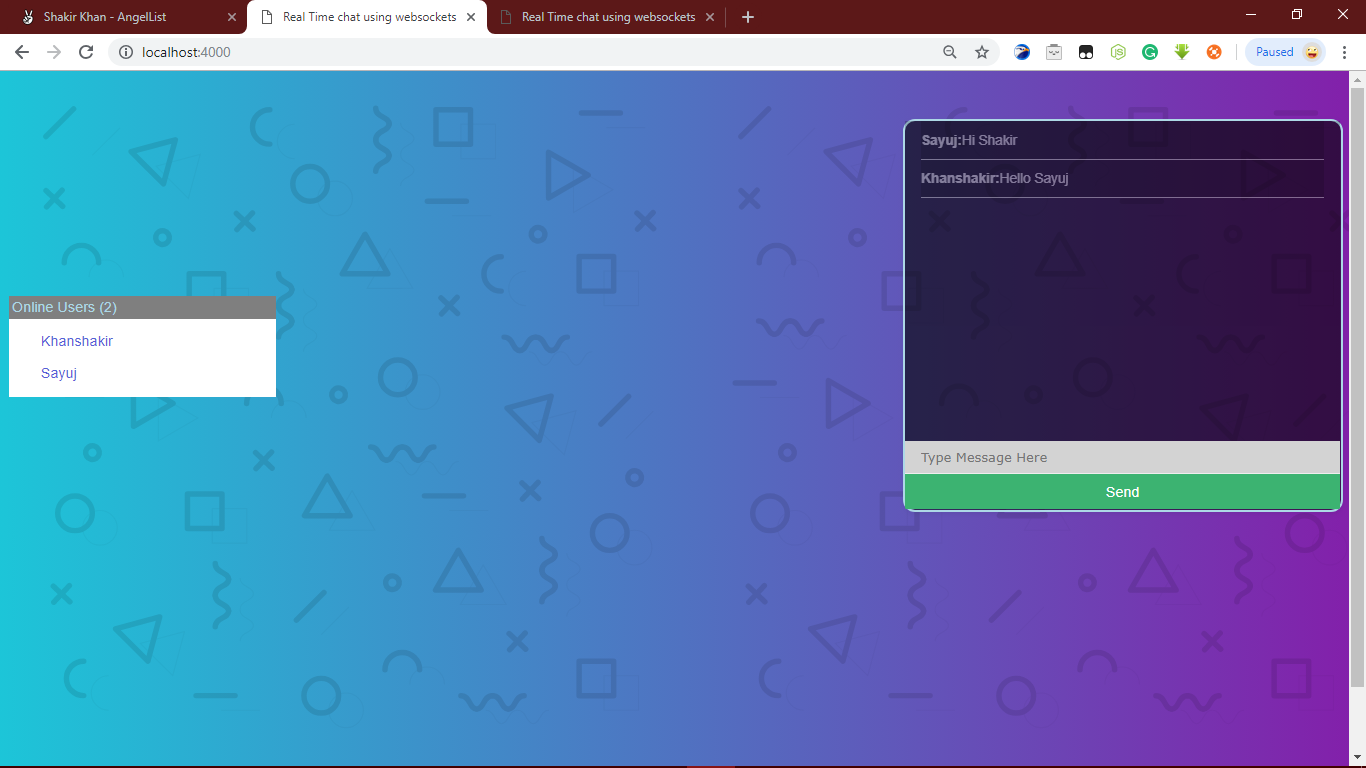 Shakir Khan - AngelList
Real Time chat using websockets
Real Time chat using websockets
localhost:4000
Paused
Sayuj:Hi Shakir
Khanshakir:Hello Sayuj
Online Users (2)
Khanshakir
Sayuj
Type Message Here
Send